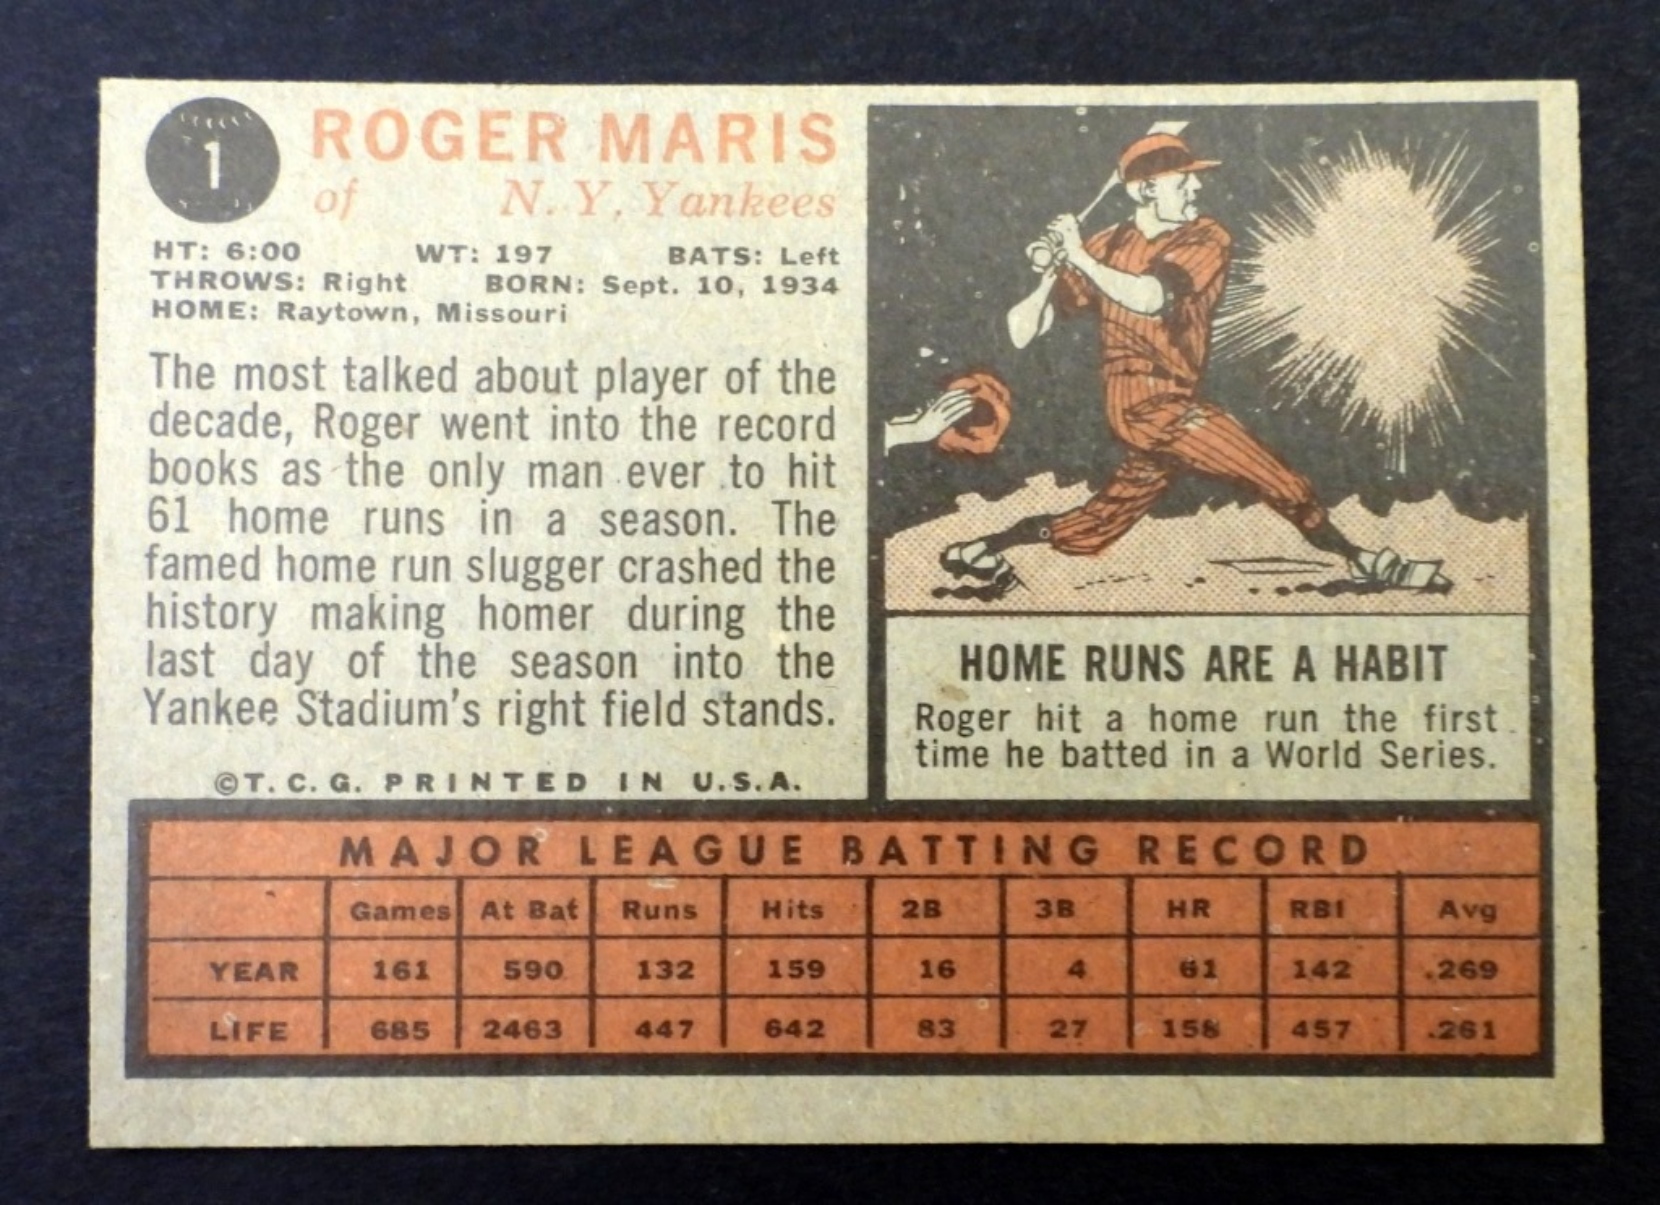 1
ROGER MARIS
of N. Y. Yankees
HT: 6:00 WT: 197 BATS: Left
THROWS: Right BORN: Sept. 10, 1934
HOME: Raytown, Missouri
The most talked about player of the
decade, Roger went into the record
books as the only man ever to hit
61 home runs in a season. The
famed home run slugger crashed the
history making homer during the
last day of the season into the
Yankee Stadium's right field stands.
©T.C.G. PRINTED IN U.S.A.
HOME RUNS ARE A HABIT
Roger hit a home run the first
time he batted in a World Series.
MAJOR LEAGUE BATTING RECORD
Games At Bat Runs Hits 2B 3B HR RBI Avg
YEAR 161 590 132 159 16 4 61 142 .269
LIFE 685 2463 447 642 83 27 158 457 .261